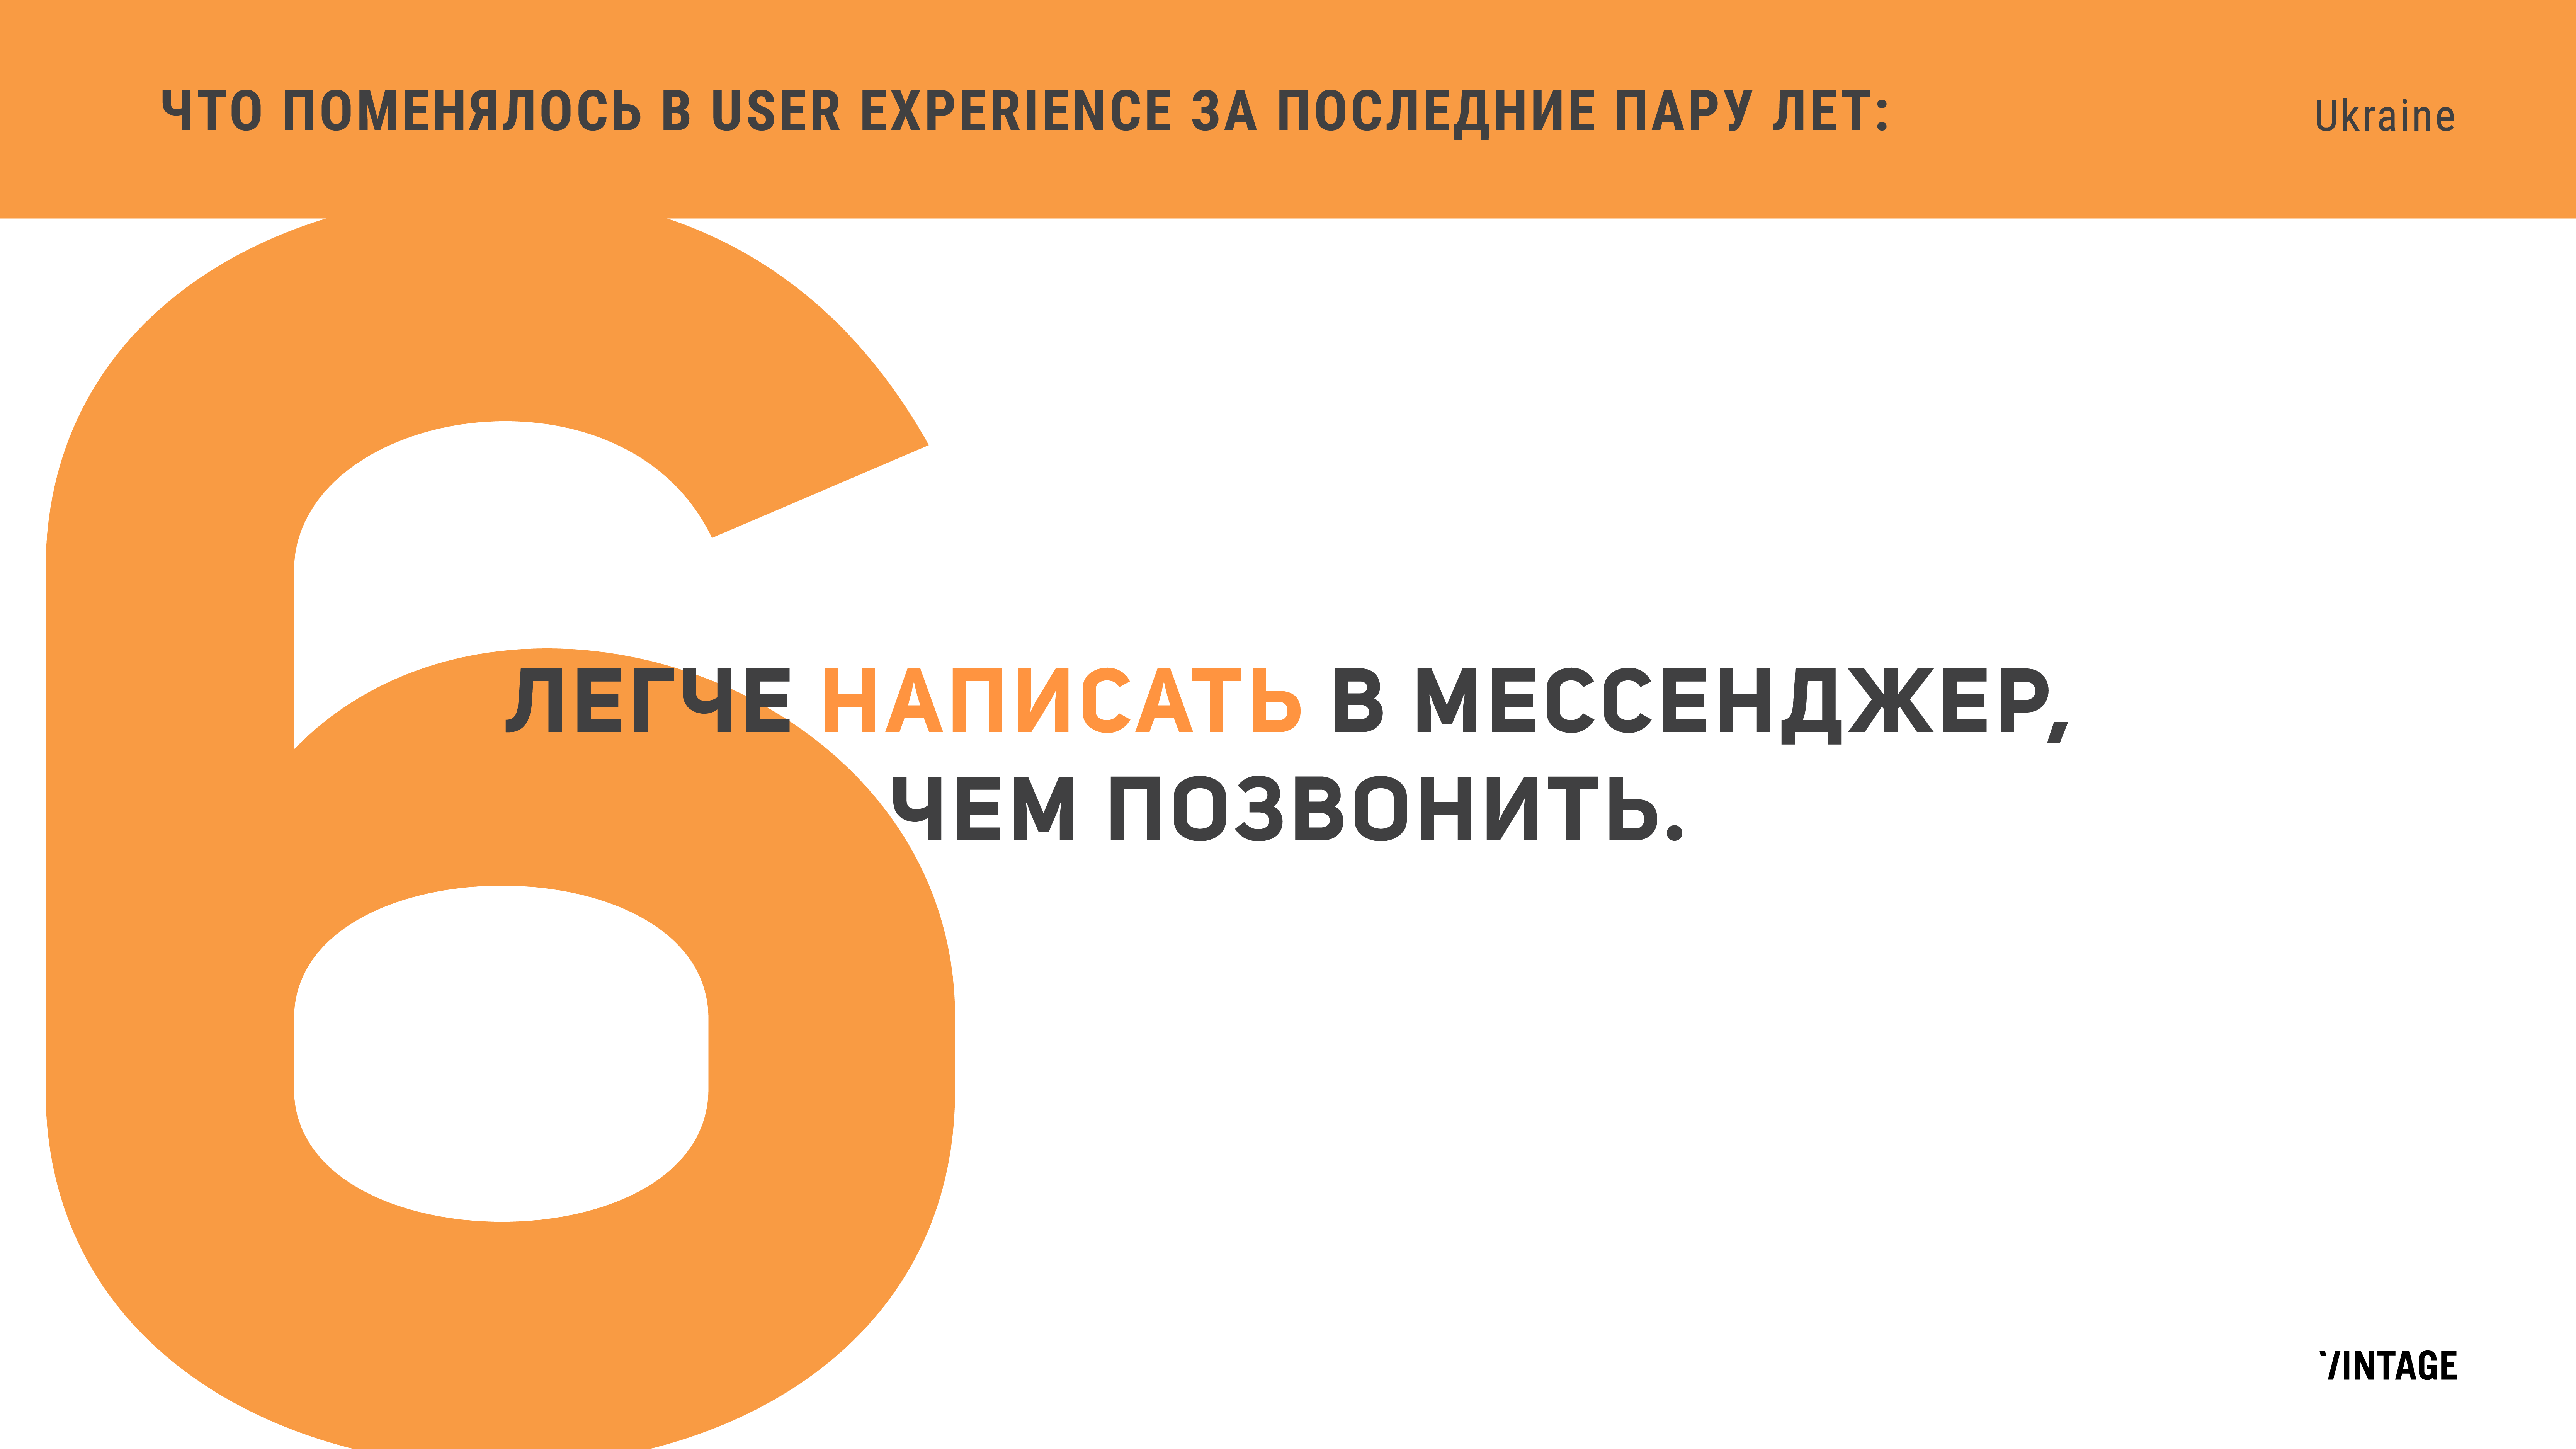 ЧТО ПОМЕНЯЛОСЬ В USER EXPERIENCE ЗА ПОСЛЕДНИЕ ПАРУ ЛЕТ:
Ukraine
6
ЛЕГЧЕ НАПИСАТЬ В МЕССЕНДЖЕР,
ЧЕМ ПОЗВОНИТЬ.
VINTAGE